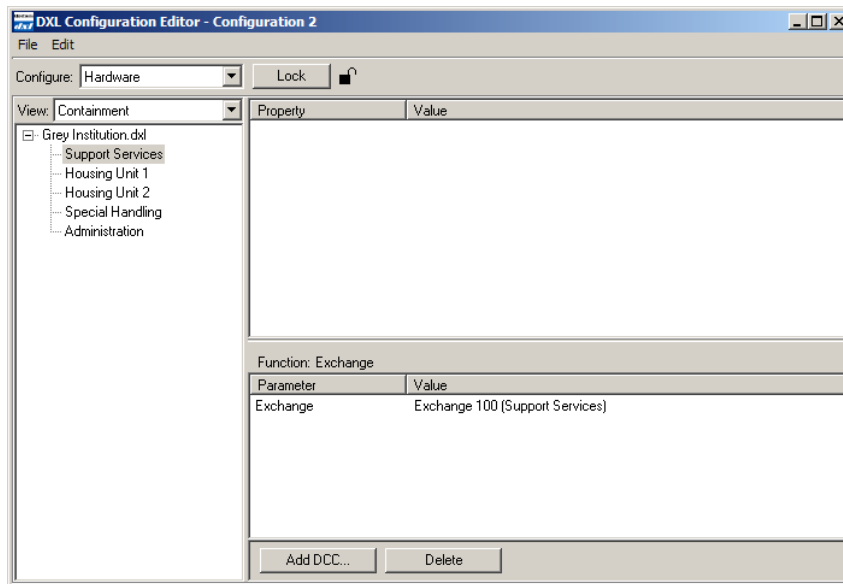 DXL Configuration Editor - Configuration 2
File Edit
Configure: Hardware Lock
View: Containment
Property Value
Grey Institution.dxl
Support Services
Housing Unit 1
Housing Unit 2
Special Handling
Administration
Function: Exchange
Parameter Value
Exchange Exchange 100 (Support Services)
Add DCC... Delete